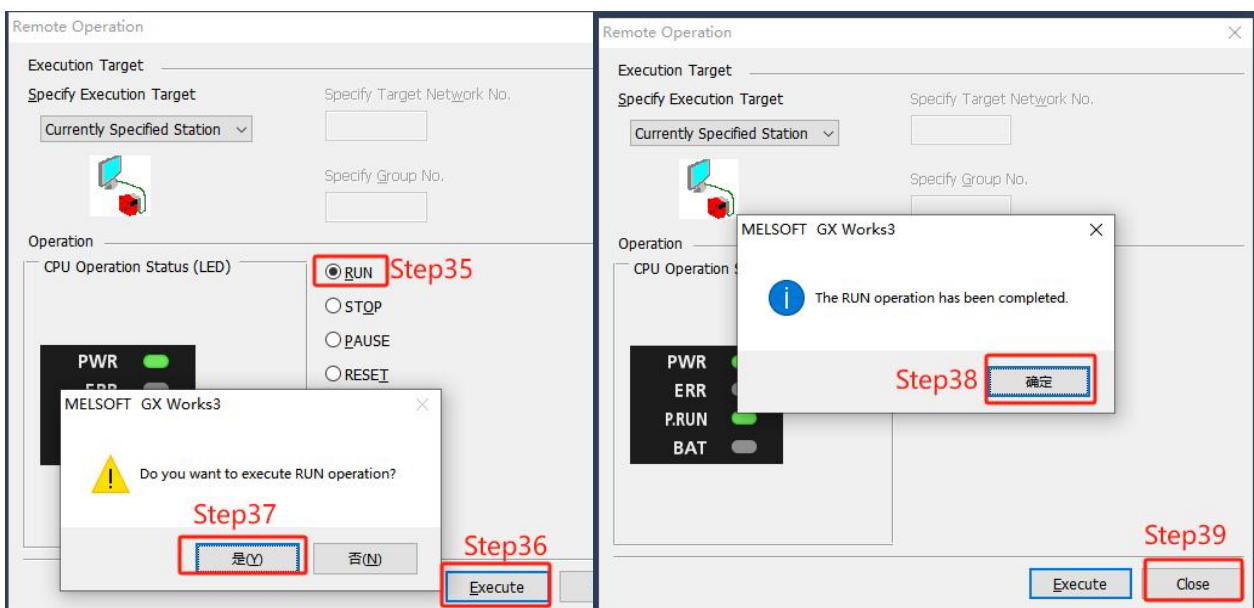 Remote Operation
Execution Target
Specify Execution Target
Specify Target Network No.
Currently Specified Station
Specify Group No.
Operation
CPU Operation Status (LED)
RUN
Step35
STOP
PAUSE
RESET
PWR
ERR
MELSOFT GX Works3
Do you want to execute RUN operation?
Step37
是(Y)
否(N)
Step36
Execute
Remote Operation
Execution Target
Specify Execution Target
Specify Target Network No.
Currently Specified Station
Specify Group No.
Operation
CPU Operation
MELSOFT GX Works3
The RUN operation has been completed.
Step38
确定
PWR
ERR
P.RUN
BAT
Step39
Execute
Close